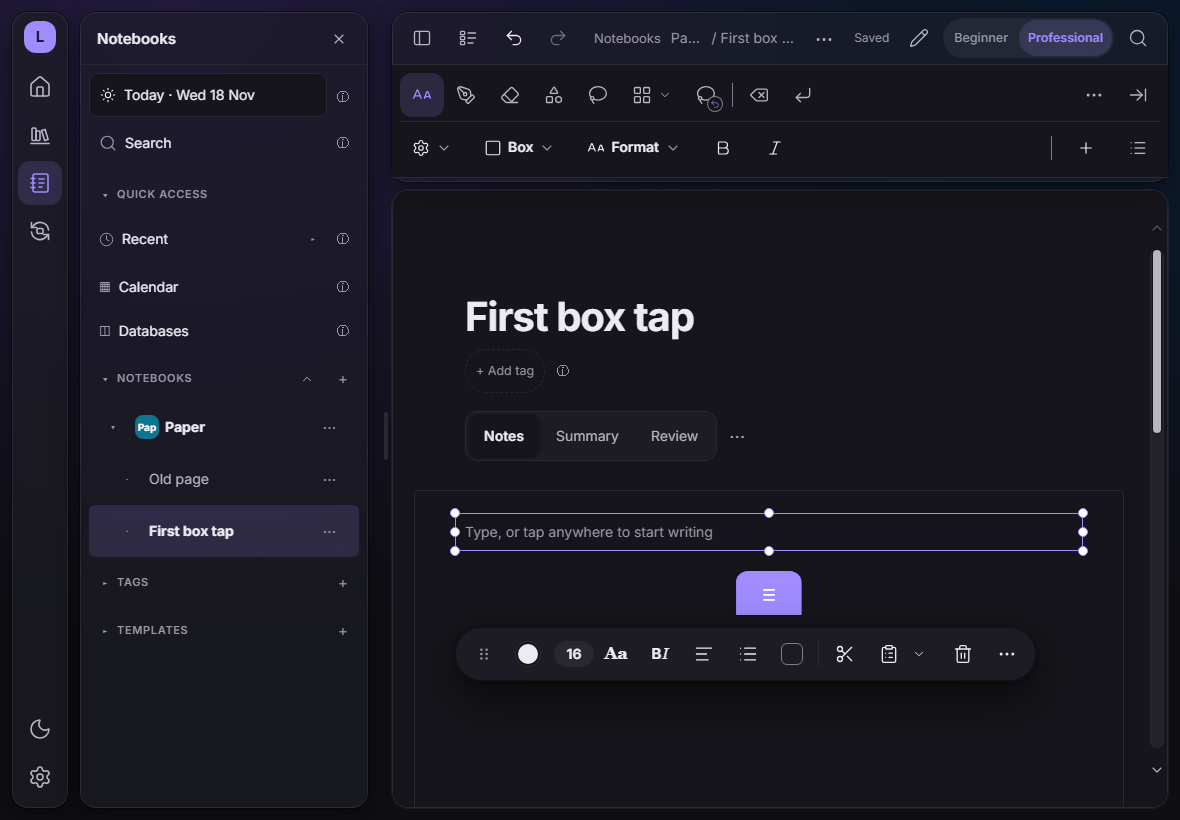 L
Notebooks
Today · Wed 18 Nov
Search
QUICK ACCESS
Recent
Calendar
Databases
NOTEBOOKS
Pap Paper
Old page
First box tap
TAGS
TEMPLATES
Notebooks Pa... / First box ... Saved Beginner Professional
AA
Box AA Format B I
First box tap
+ Add tag
Notes Summary Review
Type, or tap anywhere to start writing
16 Aa BI